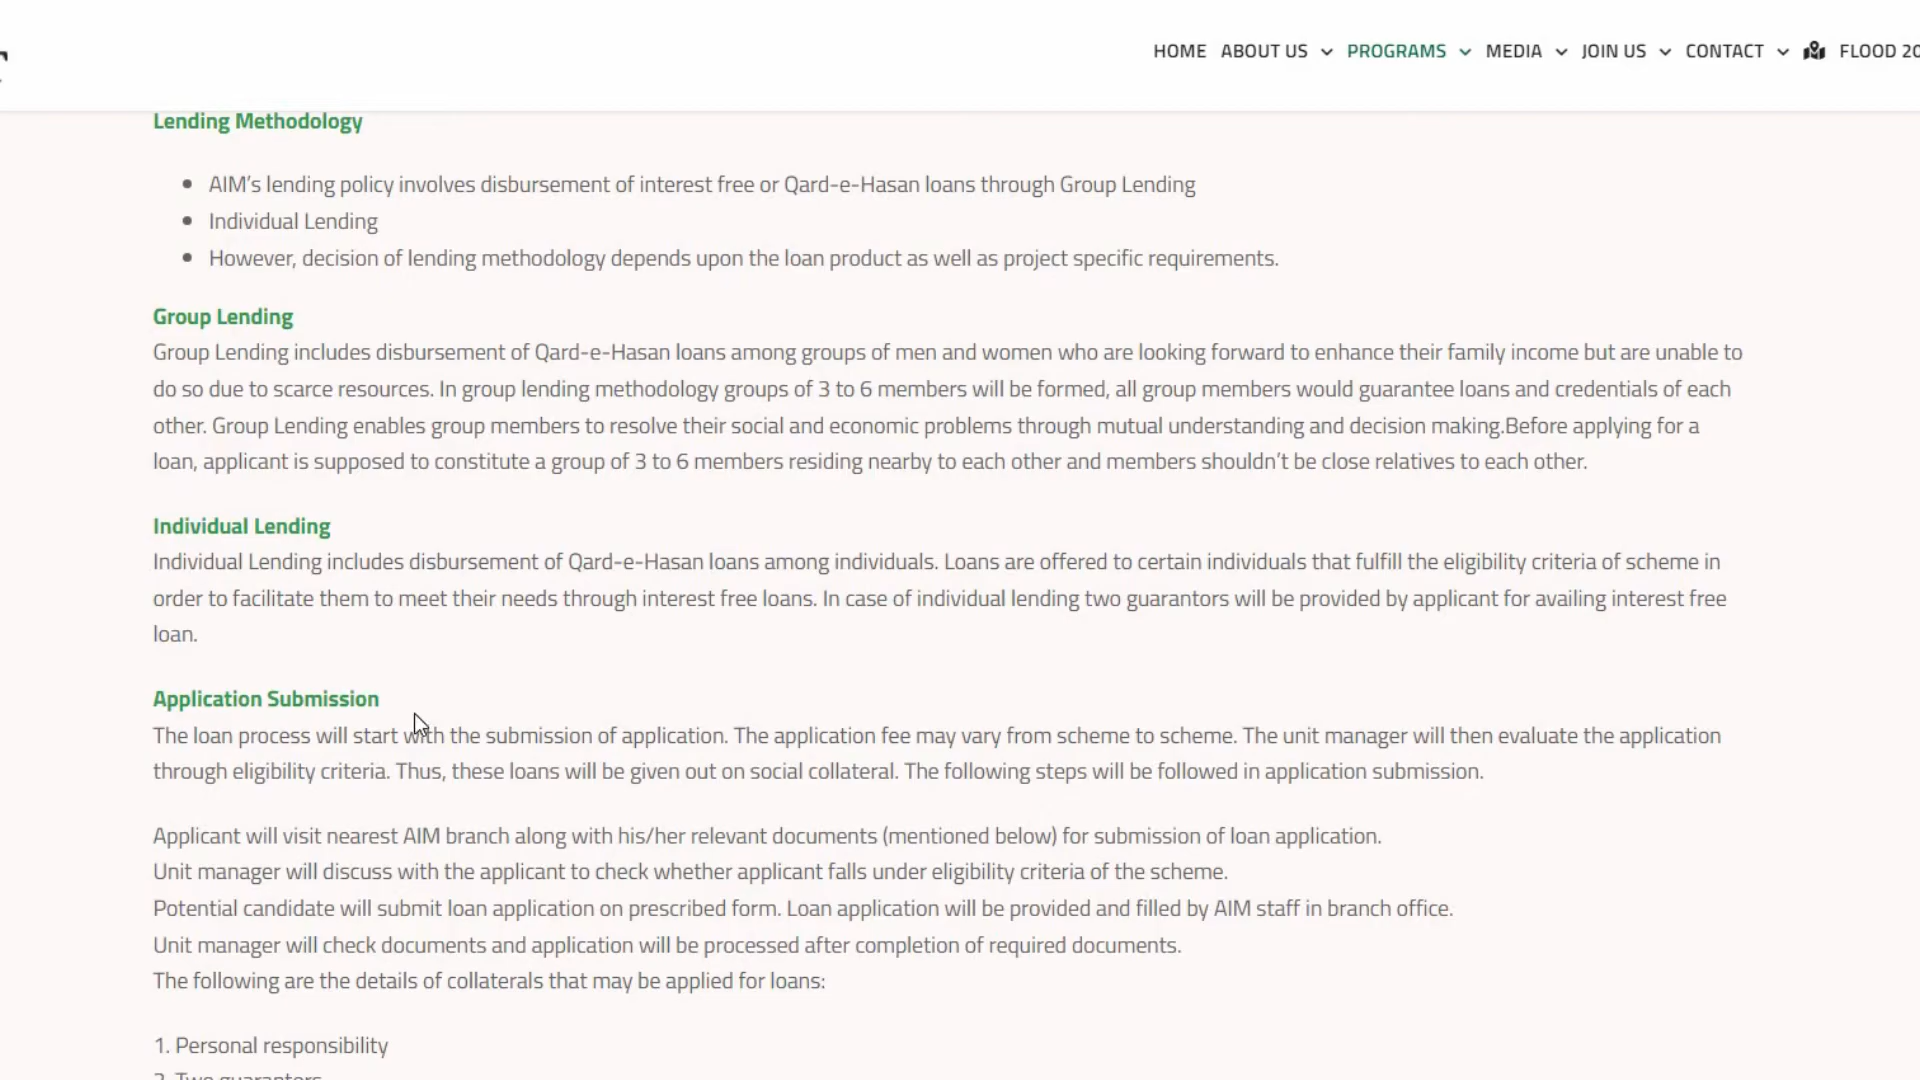 HOME ABOUT US PROGRAMS MEDIA JOIN US CONTACT FLOOD 20
Lending Methodology
AIM’s lending policy involves disbursement of interest free or Qard-e-Hasan loans through Group Lending
Individual Lending
However, decision of lending methodology depends upon the loan product as well as project specific requirements.
Group Lending
Group Lending includes disbursement of Qard-e-Hasan loans among groups of men and women who are looking forward to enhance their family income but are unable to
do so due to scarce resources. In group lending methodology groups of 3 to 6 members will be formed, all group members would guarantee loans and credentials of each
other. Group Lending enables group members to resolve their social and economic problems through mutual understanding and decision making.Before applying for a
loan, applicant is supposed to constitute a group of 3 to 6 members residing nearby to each other and members shouldn’t be close relatives to each other.
Individual Lending
Individual Lending includes disbursement of Qard-e-Hasan loans among individuals. Loans are offered to certain individuals that fulfill the eligibility criteria of scheme in
order to facilitate them to meet their needs through interest free loans. In case of individual lending two guarantors will be provided by applicant for availing interest free
loan.
Application Submission
The loan process will start with the submission of application. The application fee may vary from scheme to scheme. The unit manager will then evaluate the application
through eligibility criteria. Thus, these loans will be given out on social collateral. The following steps will be followed in application submission.
Applicant will visit nearest AIM branch along with his/her relevant documents (mentioned below) for submission of loan application.
Unit manager will discuss with the applicant to check whether applicant falls under eligibility criteria of the scheme.
Potential candidate will submit loan application on prescribed form. Loan application will be provided and filled by AIM staff in branch office.
Unit manager will check documents and application will be processed after completion of required documents.
The following are the details of collaterals that may be applied for loans:
1. Personal responsibility
2. Two guarantors